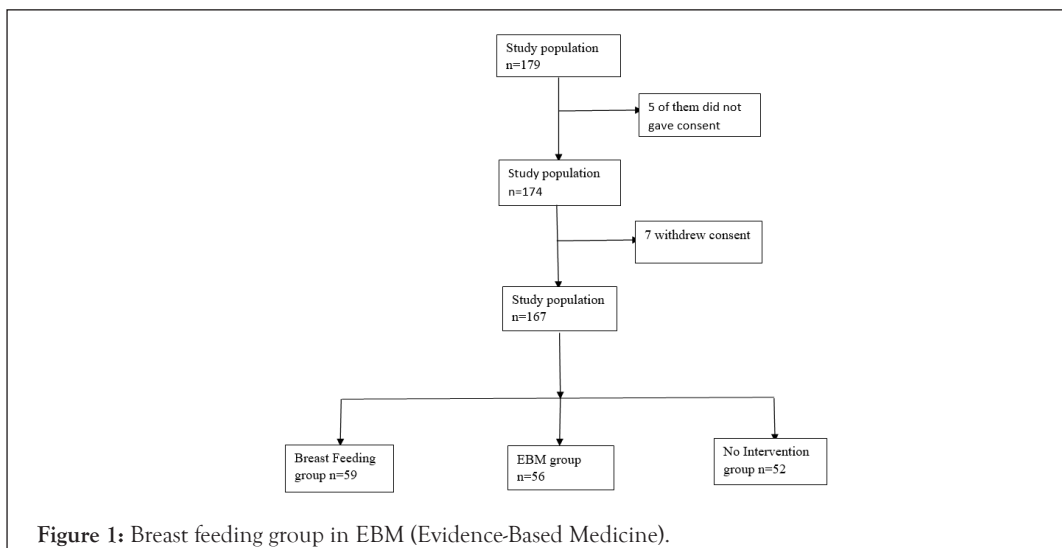 Study population
n=179
5 of them did not
gave consent
Study population
n=174
7 withdrew consent
Study population
n=167
Breast Feeding
group n=59
EBM group
n=56
No Intervention
group n=52
Figure 1: Breast feeding group in EBM (Evidence-Based Medicine).